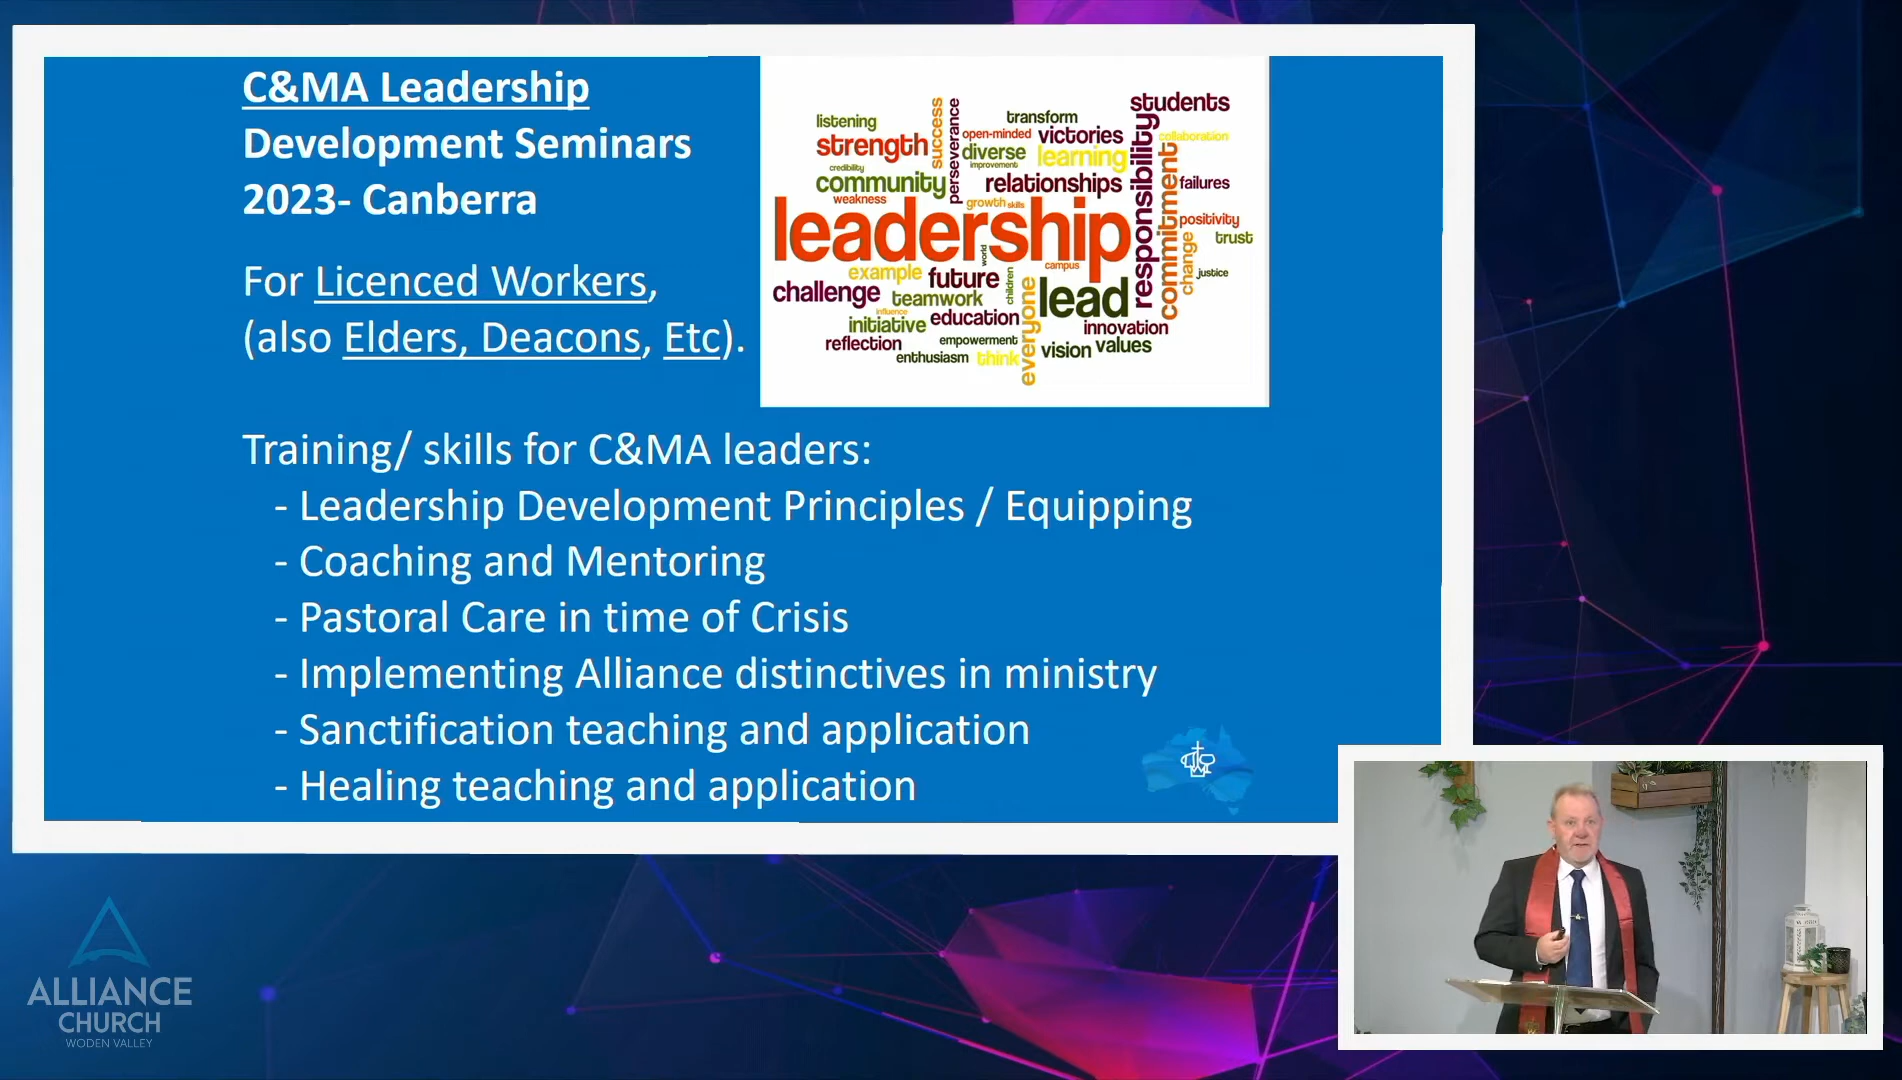 C&MA Leadership
Development Seminars
2023- Canberra
For Licenced Workers,
(also Elders, Deacons, Etc).
listening
strength
success
perseverance
transform
open-minded
victories
students
collaboration
diverse
learning
improvement
credibility
community
relationships
responsibility
commitment
failures
weakness
growth
skills
leadership
positivity
trust
change
world
campus
justice
example
future
children
challenge
teamwork
lead
influence
initiative
education
everyone
innovation
reflection
empowerment
vision
values
enthusiasm
think
Training/ skills for C&MA leaders:
- Leadership Development Principles / Equipping
- Coaching and Mentoring
- Pastoral Care in time of Crisis
- Implementing Alliance distinctives in ministry
- Sanctification teaching and application
- Healing teaching and application
ALLIANCE
CHURCH
WODEN VALLEY